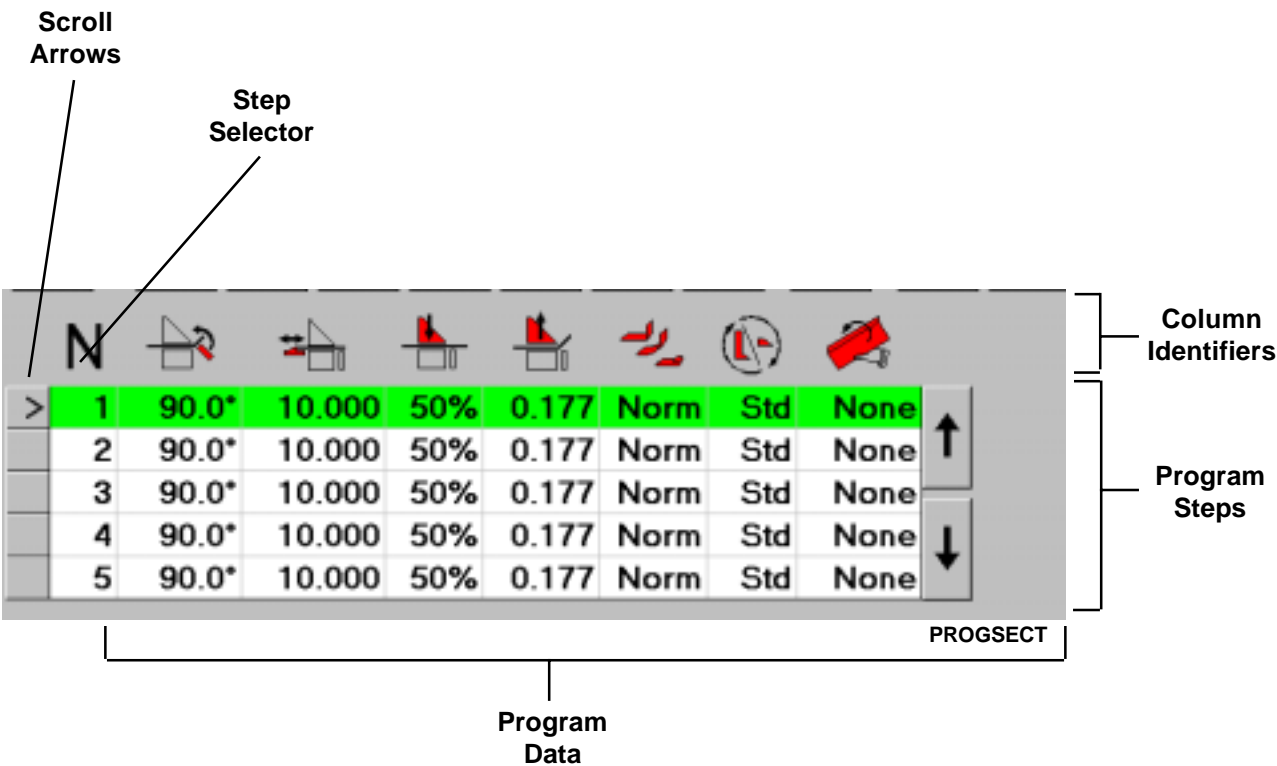 Scroll
Arrows
Step
Selector
N
Column
Identifiers
> 1 90.0° 10.000 50% 0.177 Norm Std None
2 90.0° 10.000 50% 0.177 Norm Std None
3 90.0° 10.000 50% 0.177 Norm Std None
4 90.0° 10.000 50% 0.177 Norm Std None
5 90.0° 10.000 50% 0.177 Norm Std None
Program
Steps
PROGSECT
Program
Data